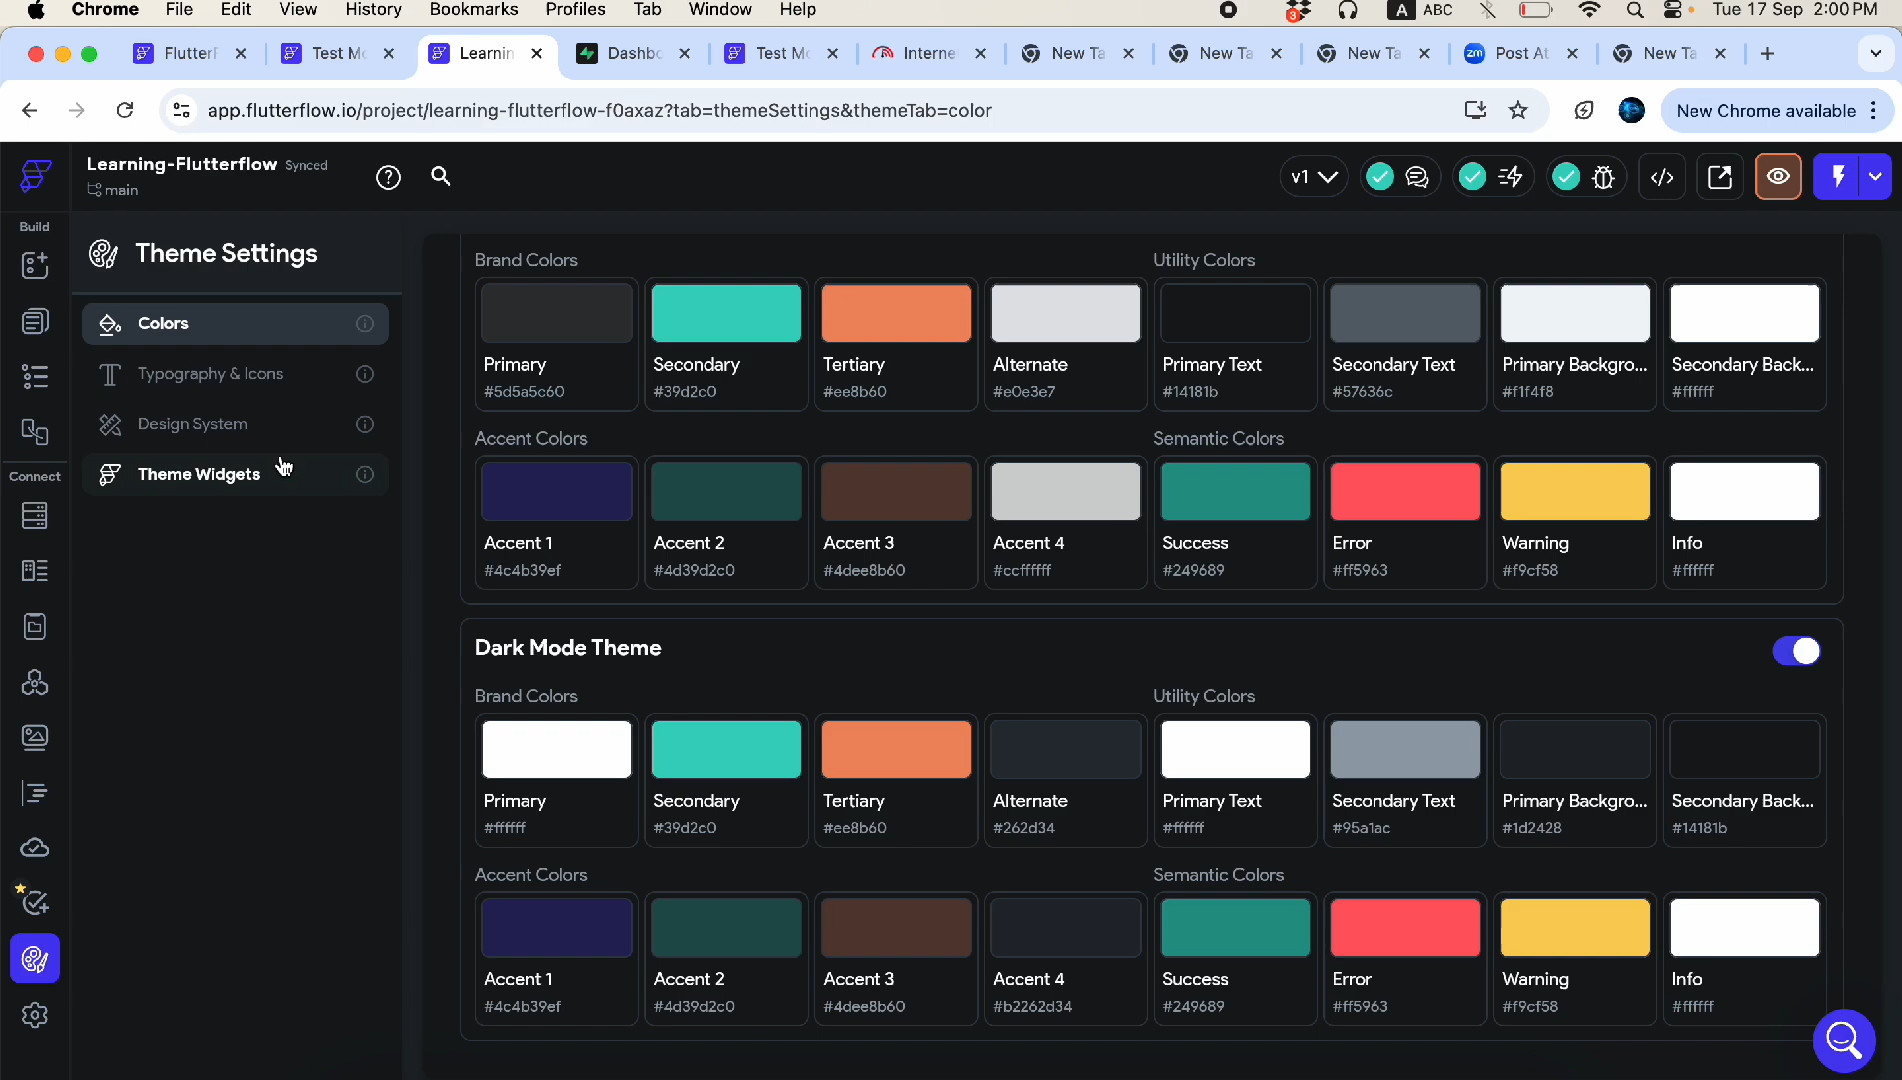 Chrome File Edit View History Bookmarks Profiles Tab Window Help 3 A ABC Tue 17 Sep 2:00 PM
FlutterF Test Mo Learnin Dashbo Test Mo Interne New Ta New Ta New Ta zm Post At New Ta
app.flutterflow.io/project/learning-flutterflow-f0axaz?tab=themeSettings&themeTab=color New Chrome available
Learning-Flutterflow Synced
main
v1
Build
Connect
Theme Settings
Colors
Typography & Icons
Design System
Theme Widgets
Brand Colors Utility Colors
Primary Secondary Tertiary Alternate Primary Text Secondary Text Primary Backgro... Secondary Back...
#5d5a5c60 #39d2c0 #ee8b60 #e0e3e7 #14181b #57636c #f1f4f8 #ffffff
Accent Colors Semantic Colors
Accent 1 Accent 2 Accent 3 Accent 4 Success Error Warning Info
#4c4b39ef #4d39d2c0 #4dee8b60 #ccffffff #249689 #ff5963 #f9cf58 #ffffff
Dark Mode Theme
Brand Colors Utility Colors
Primary Secondary Tertiary Alternate Primary Text Secondary Text Primary Backgro... Secondary Back...
#ffffff #39d2c0 #ee8b60 #262d34 #ffffff #95a1ac #1d2428 #14181b
Accent Colors Semantic Colors
Accent 1 Accent 2 Accent 3 Accent 4 Success Error Warning Info
#4c4b39ef #4d39d2c0 #4dee8b60 #b2262d34 #249689 #ff5963 #f9cf58 #ffffff